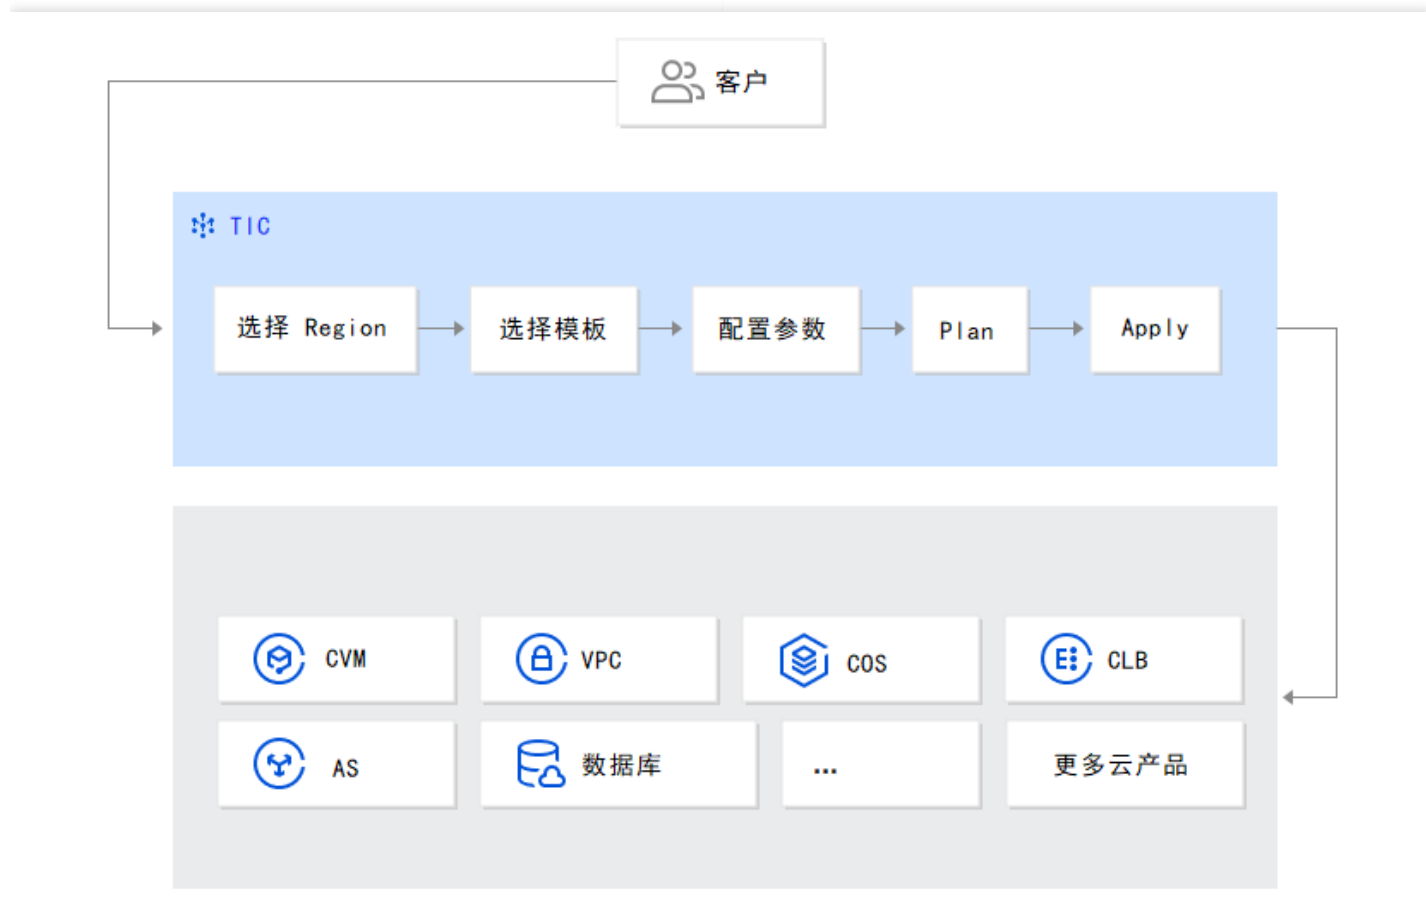 客户
TIC
选择 Region
选择模板
配置参数
Plan
Apply
CVM
VPC
COS
CLB
AS
数据库
...
更多云产品